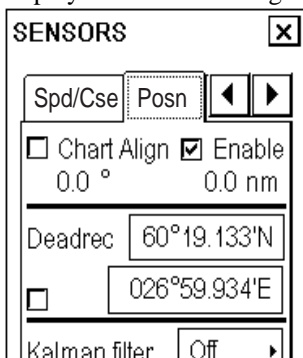 SENSORS
Spd/Cse Posn
Chart Align Enable
0.0 ° 0.0 nm
Deadrec 60°19.133'N
026°59.934'E
Kalman filter Off